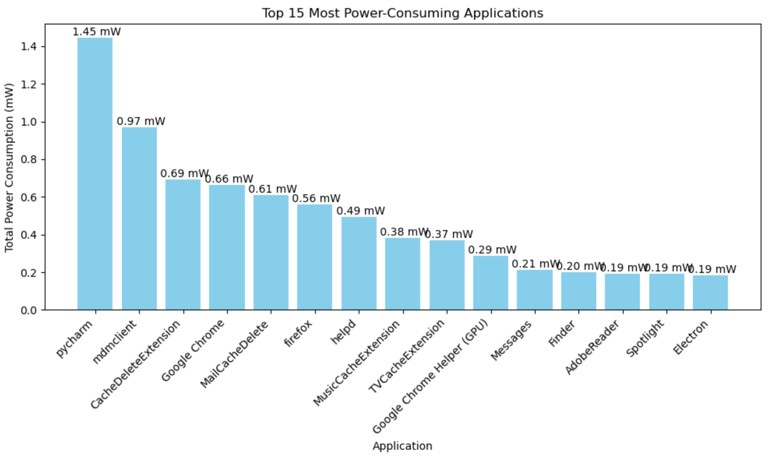 Top 15 Most Power-Consuming Applications
Total Power Consumption (mW)
1.4
1.2
1.0
0.8
0.6
0.4
0.2
0.0
1.45 mW
0.97 mW
0.69 mW
0.66 mW
0.61 mW
0.56 mW
0.49 mW
0.38 mW
0.37 mW
0.29 mW
0.21 mW
0.20 mW
0.19 mW
0.19 mW
0.19 mW
pycharm
mdmclient
CacheDeleteExtension
Google Chrome
MailCacheDelete
firefox
helpd
MusicCacheExtension
TVCacheExtension
Google Chrome Helper (GPU)
Messages
Finder
AdobeReader
Spotlight
Electron
Application